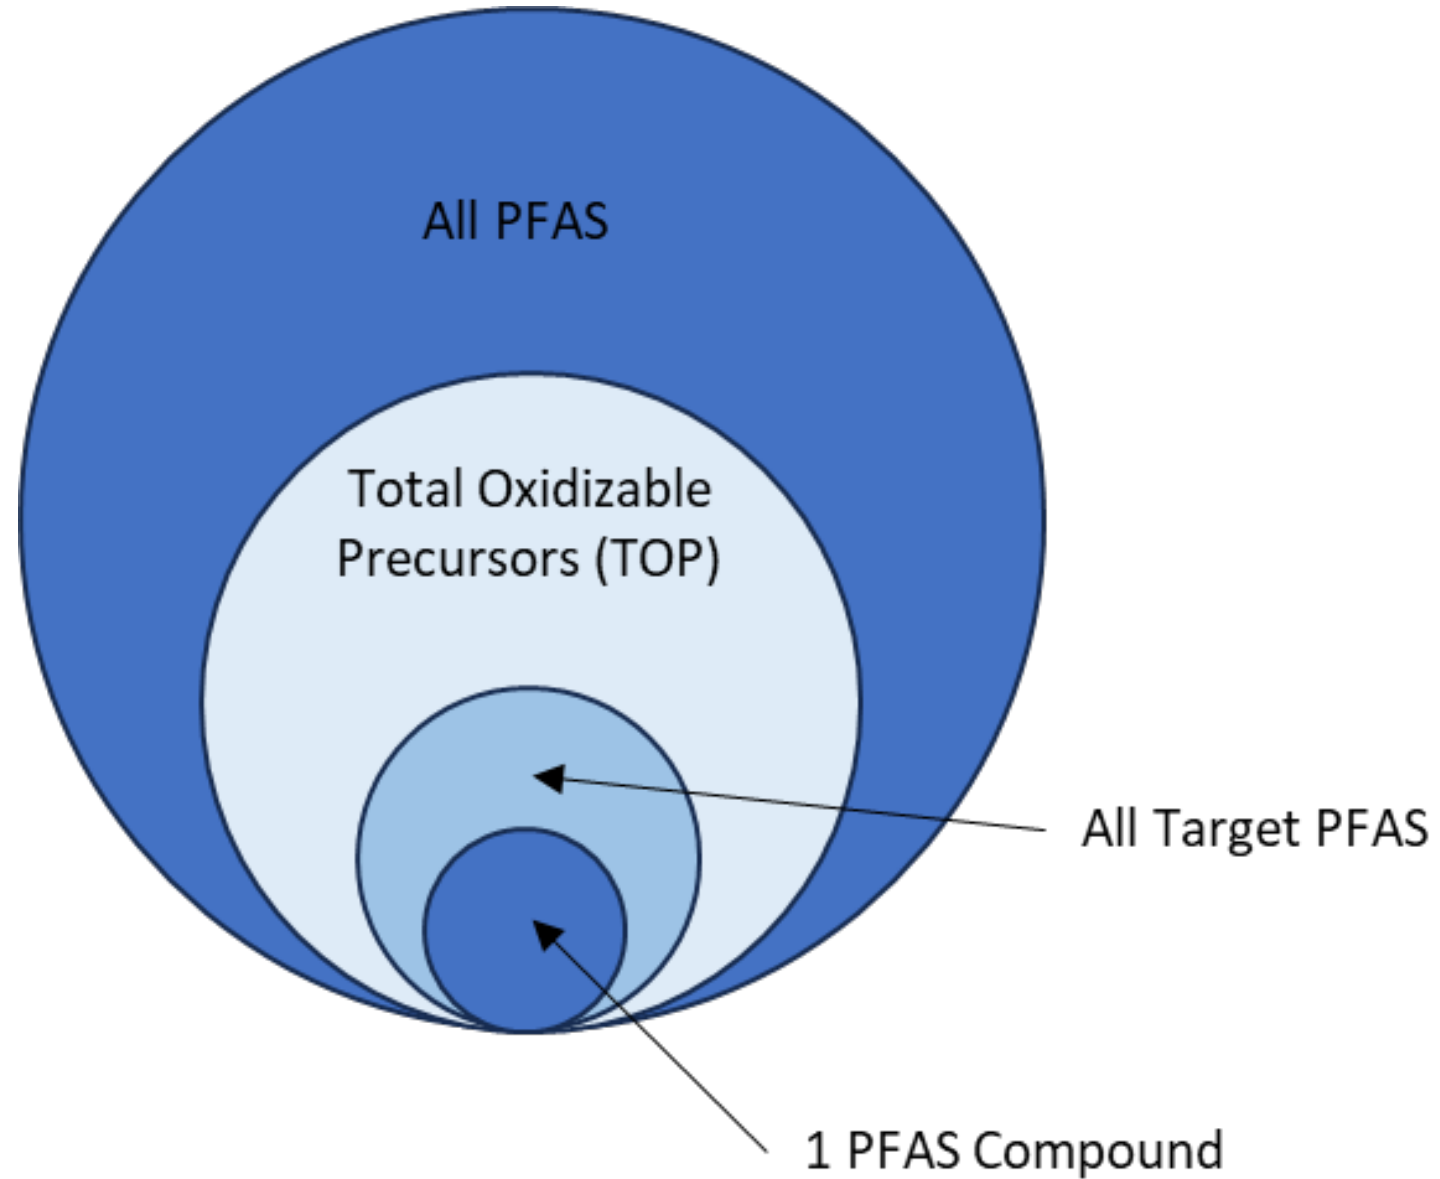 All PFAS
Total Oxidizable
Precursors (TOP)
All Target PFAS
1 PFAS Compound